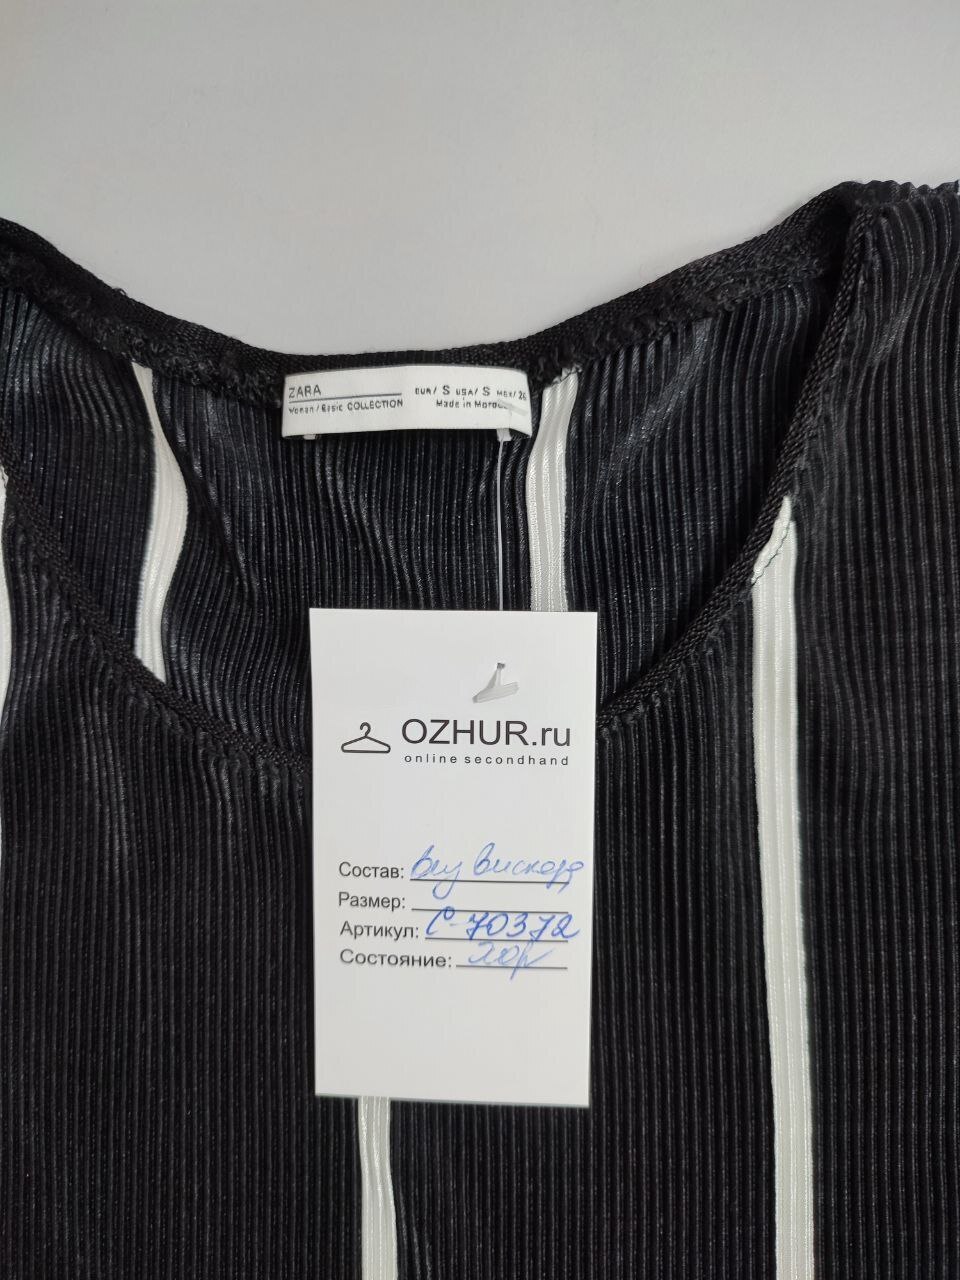 ZARA
EUR/ S USA/ S MEX/ 26
Woman/Basic COLLECTION
Made in Morocco
OZHUR.ru
online secondhand
Состав: виз вискоза
Размер:
Артикул: С-70372
Состояние: хор